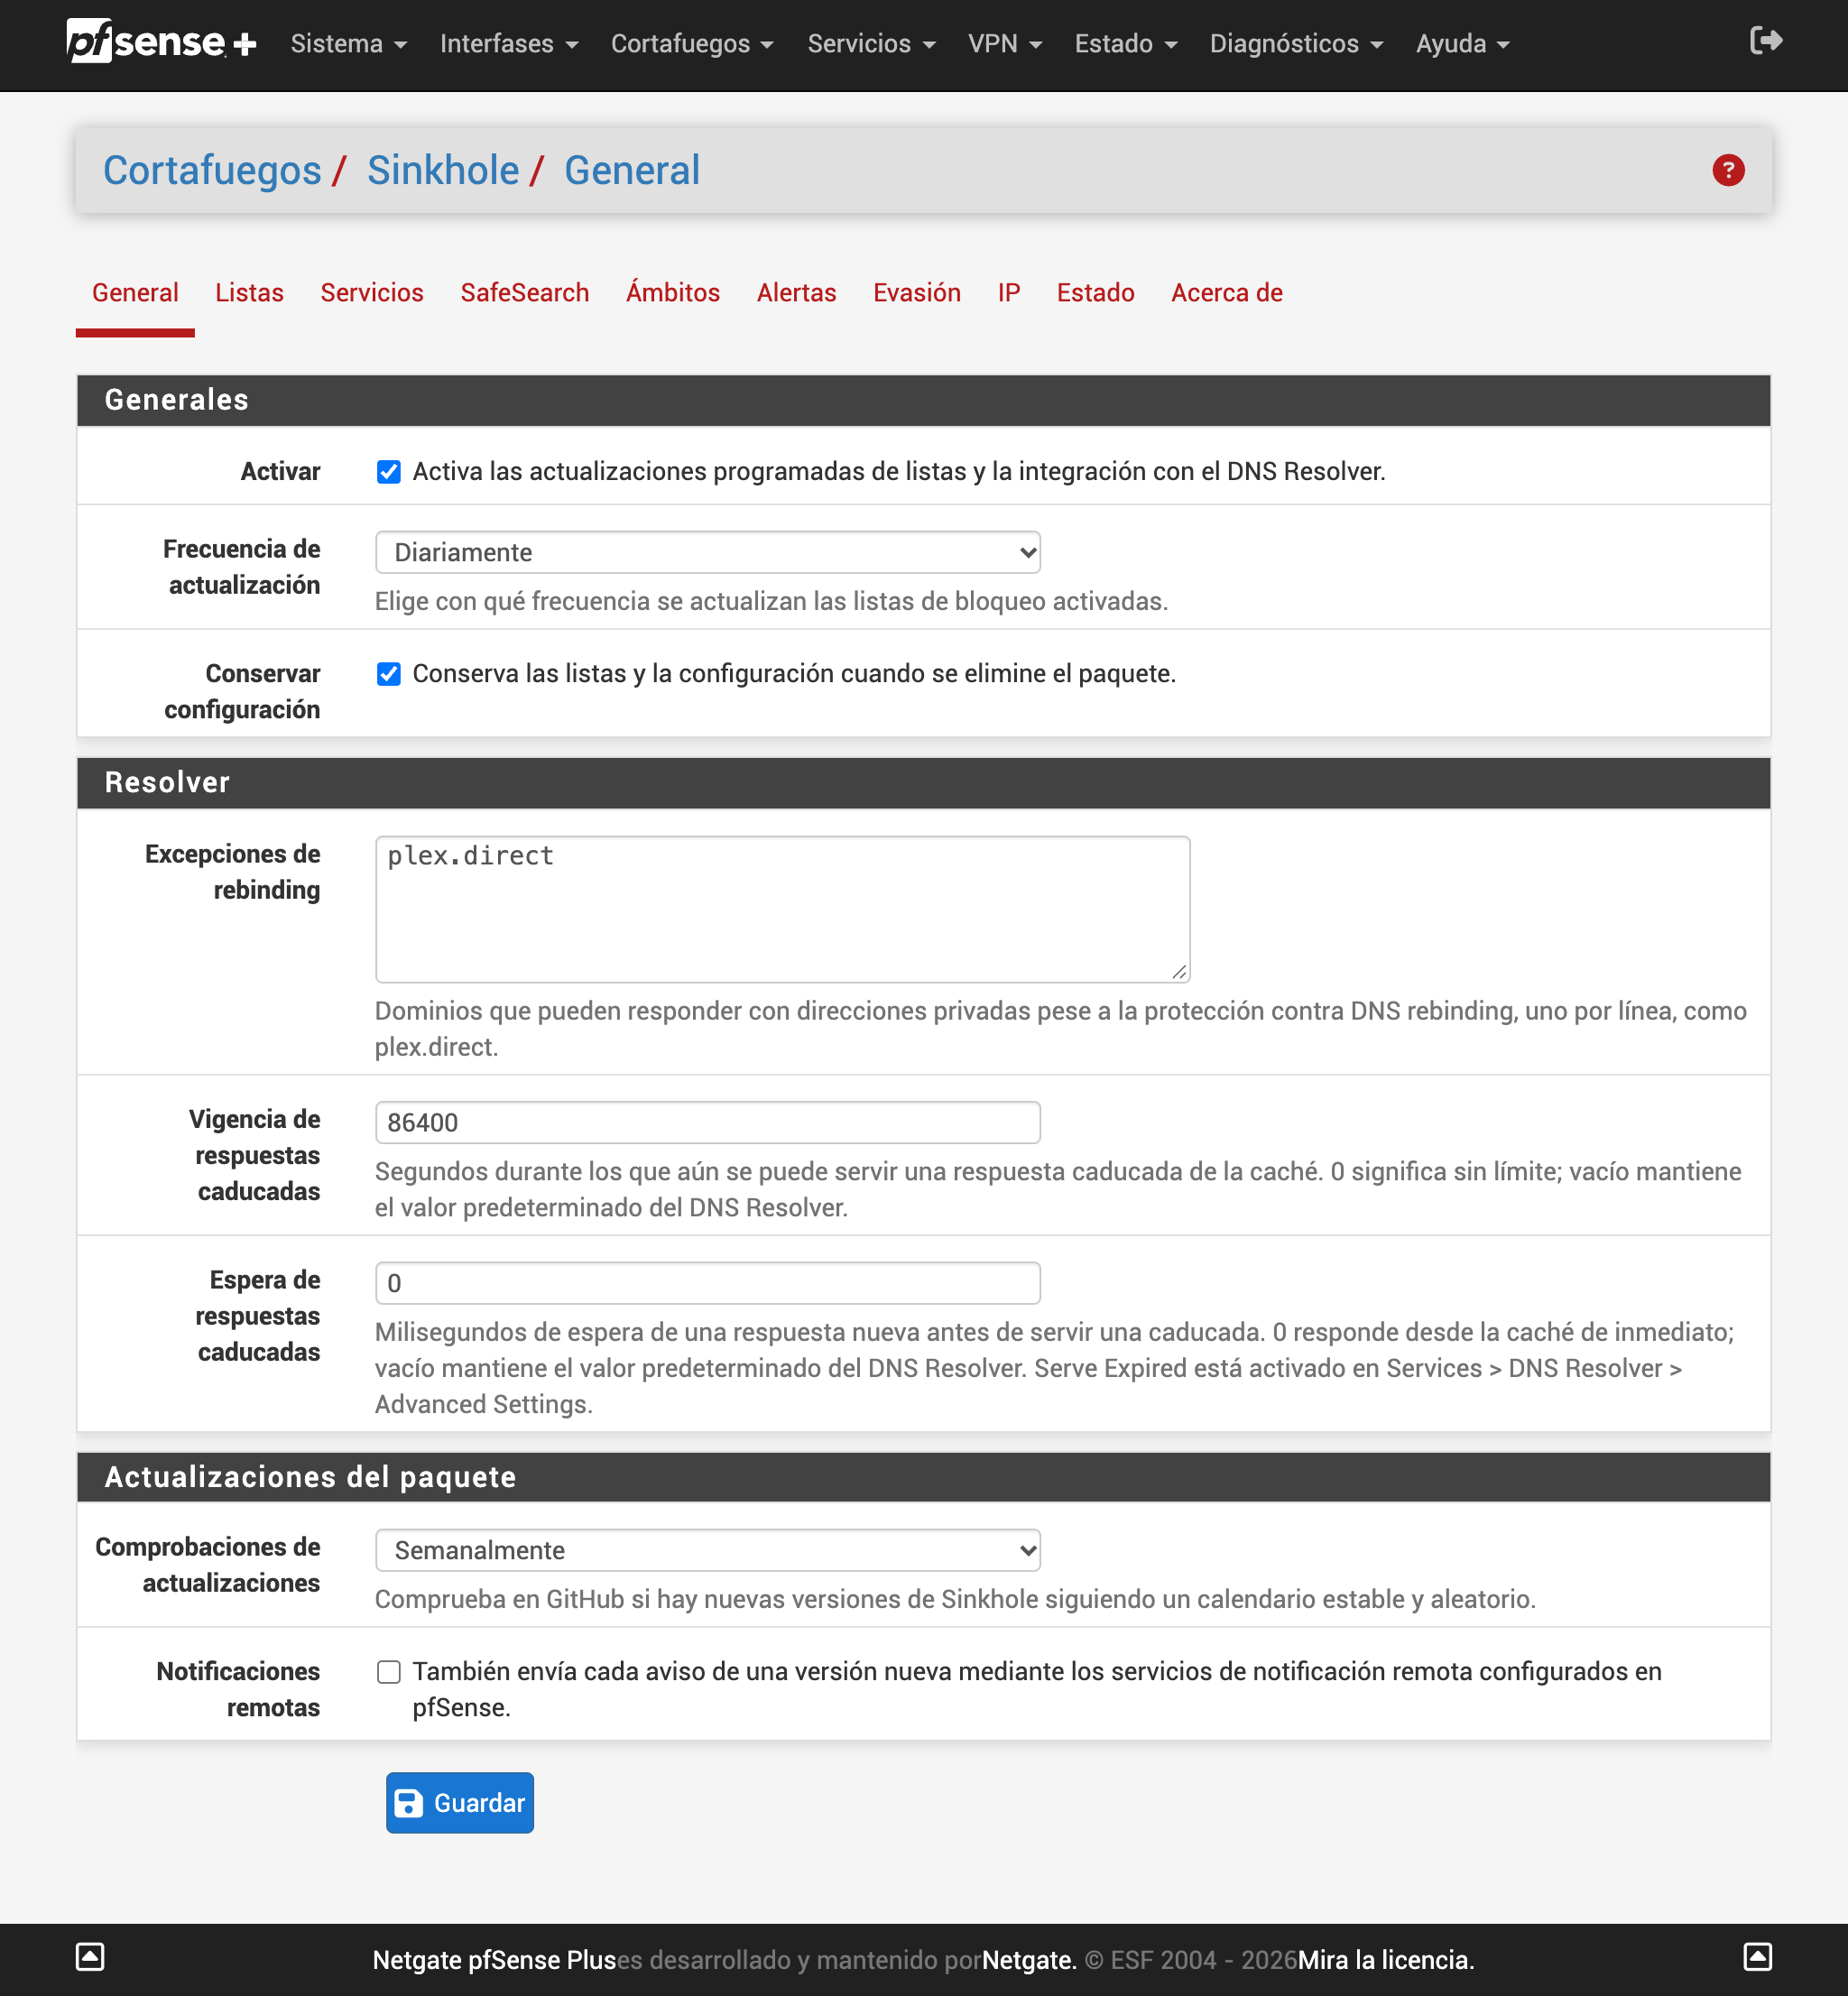 pfsense+ Sistema Interfases Cortafuegos Servicios VPN Estado Diagnósticos Ayuda
Cortafuegos / Sinkhole / General
?
General Listas Servicios SafeSearch Ámbitos Alertas Evasión IP Estado Acerca de
Generales
Activar
Activa las actualizaciones programadas de listas y la integración con el DNS Resolver.
Frecuencia de
actualización
Diariamente
Elige con qué frecuencia se actualizan las listas de bloqueo activadas.
Conservar
configuración
Conserva las listas y la configuración cuando se elimine el paquete.
Resolver
Excepciones de
rebinding
plex.direct
Dominios que pueden responder con direcciones privadas pese a la protección contra DNS rebinding, uno por línea, como
plex.direct.
Vigencia de
respuestas
caducadas
86400
Segundos durante los que aún se puede servir una respuesta caducada de la caché. 0 significa sin límite; vacío mantiene
el valor predeterminado del DNS Resolver.
Espera de
respuestas
caducadas
0
Milisegundos de espera de una respuesta nueva antes de servir una caducada. 0 responde desde la caché de inmediato;
vacío mantiene el valor predeterminado del DNS Resolver. Serve Expired está activado en Services > DNS Resolver >
Advanced Settings.
Actualizaciones del paquete
Comprobaciones de
actualizaciones
Semanalmente
Comprueba en GitHub si hay nuevas versiones de Sinkhole siguiendo un calendario estable y aleatorio.
Notificaciones
remotas
También envía cada aviso de una versión nueva mediante los servicios de notificación remota configurados en
pfSense.
Guardar
Netgate pfSense Pluses desarrollado y mantenido porNetgate. © ESF 2004 - 2026Mira la licencia.